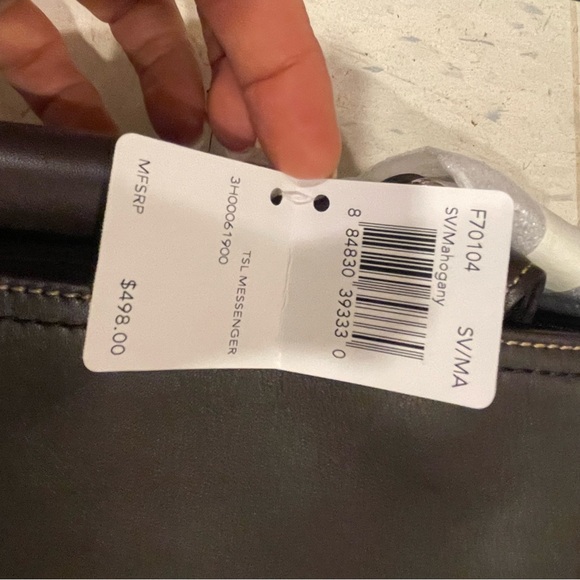 F70104 SV/MA
SV/Mahogany
8 84830 39333 0
TSL MESSENGER
3H00061900
MFSRP $498.00